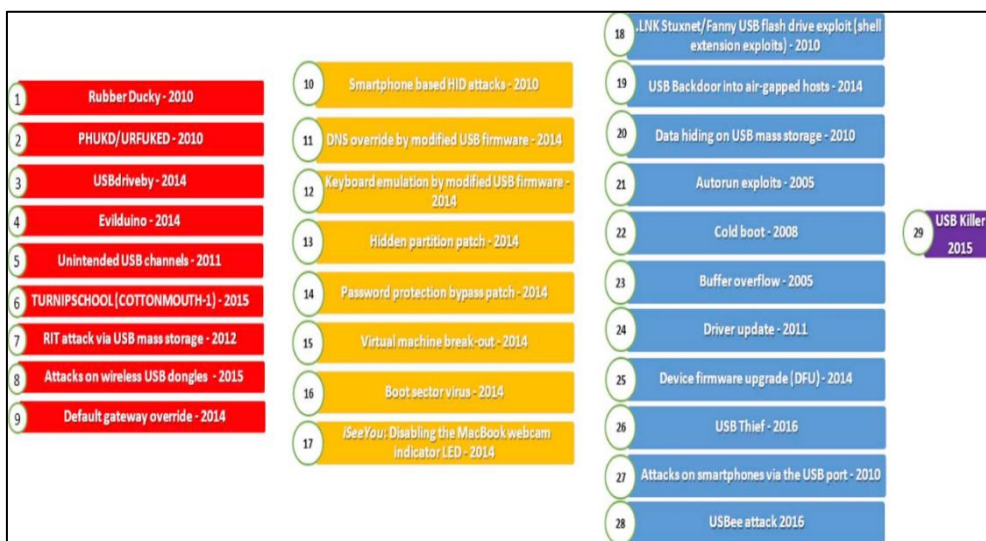 1
Rubber Ducky - 2010
2
PHUKD/URFUKED - 2010
3
USBdriveby - 2014
4
Evilduino - 2014
5
Unintended USB channels - 2011
6
TURNIPSCHOOL (COTTONMOUTH-1) - 2015
7
RIT attack via USB mass storage - 2012
8
Attacks on wireless USB dongles - 2015
9
Default gateway override - 2014
10
Smartphone based HID attacks - 2010
11
DNS override by modified USB firmware - 2014
12
Keyboard emulation by modified USB firmware -
2014
13
Hidden partition patch - 2014
14
Password protection bypass patch - 2014
15
Virtual machine break-out - 2014
16
Boot sector virus - 2014
17
iSeeYou: Disabling the MacBook webcam
indicator LED - 2014
18
.LNK Stuxnet/Fanny USB flash drive exploit (shell
extension exploits) - 2010
19
USB Backdoor into air-gapped hosts - 2014
20
Data hiding on USB mass storage - 2010
21
Autorun exploits - 2005
22
Cold boot - 2008
23
Buffer overflow - 2005
24
Driver update - 2011
25
Device firmware upgrade (DFU) - 2014
26
USB Thief - 2016
27
Attacks on smartphones via the USB port - 2010
28
USBee attack 2016
29
USB Killer
2015